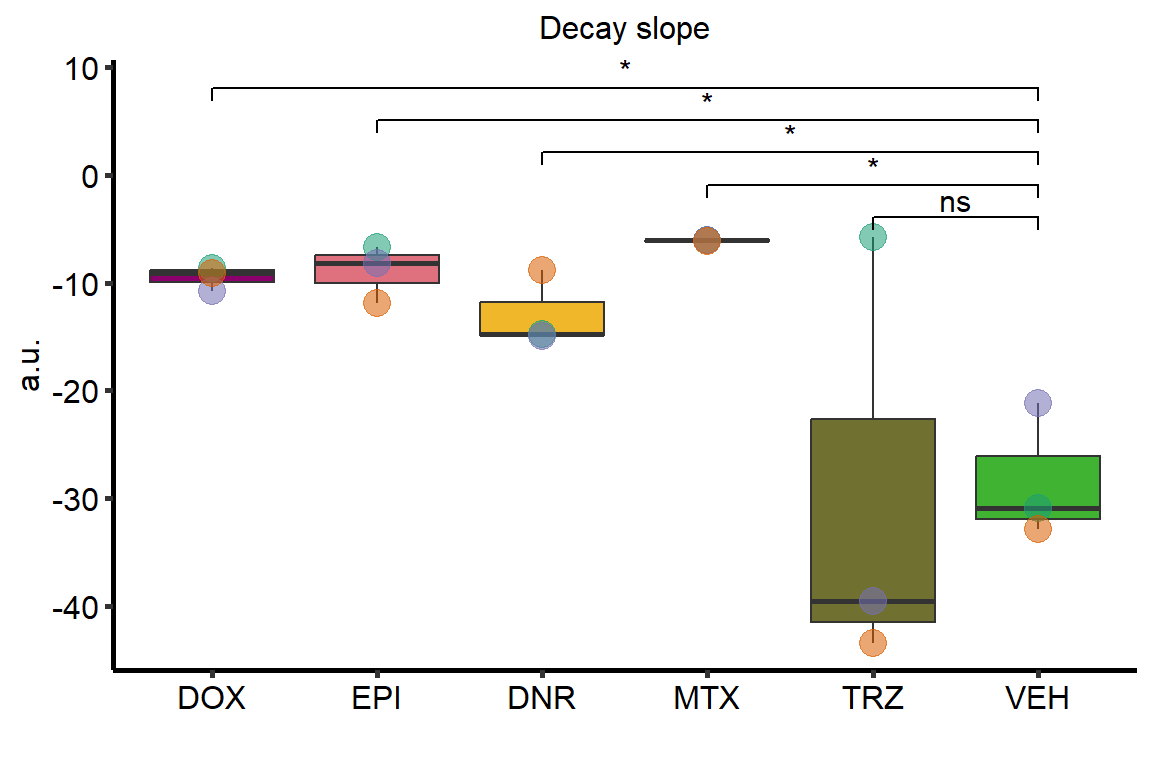 Decay slope
10
*
*
*
0
*
ns
-10
a.u.
-20
-30
-40
DOX EPI DNR MTX TRZ VEH